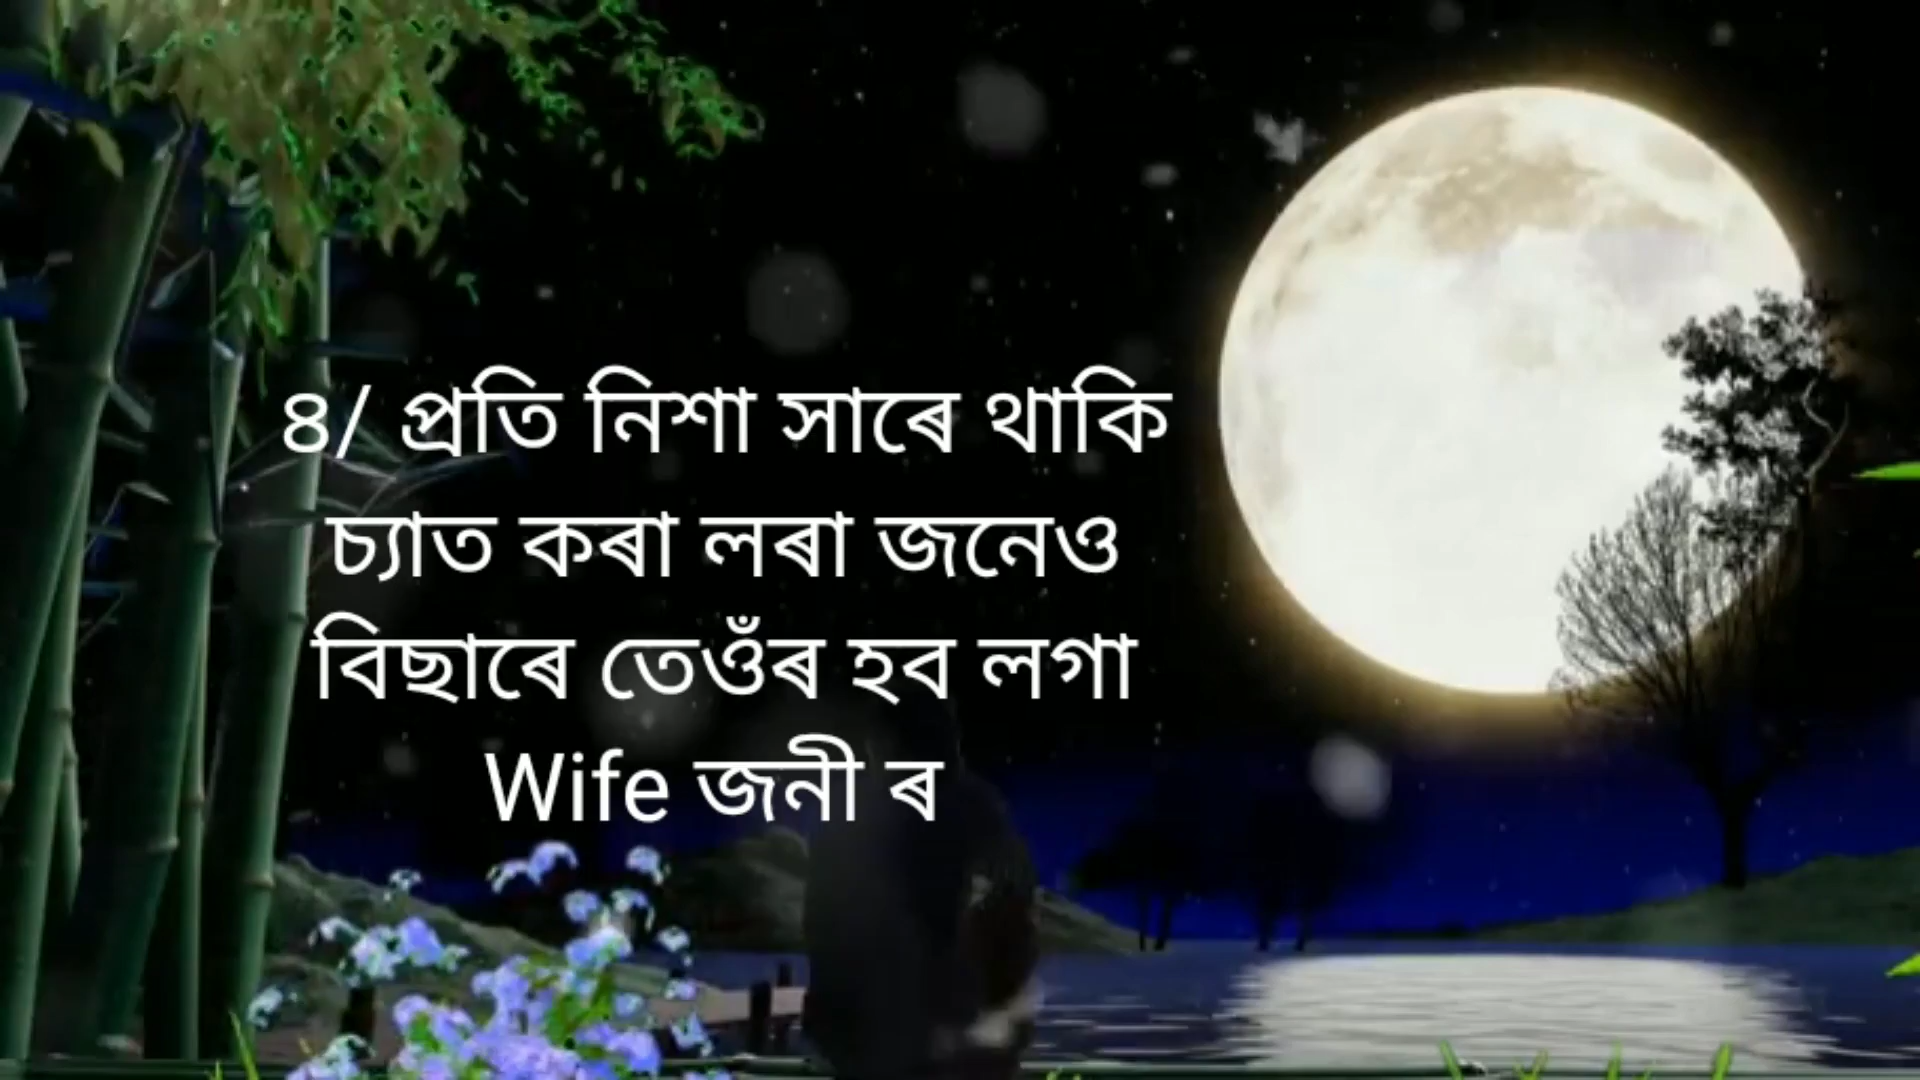 ৪/ প্ৰতি নিশা সাৰে থাকি
চ্যাত কৰা লৰা জনেও
বিছাৰে তেওঁৰ হব লগা
Wife জনী ৰ